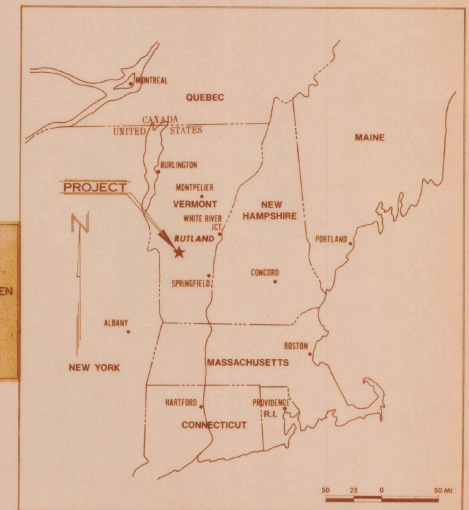 MONTREAL
QUEBEC
CANADA
UNITED STATES
MAINE
BURLINGTON
PROJECT
MONTPELIER
VERMONT
NEW
HAMPSHIRE
WHITE RIVER
JCT.
RUTLAND
PORTLAND
N
SPRINGFIELD
CONCORD
EN
ALBANY
BOSTON
NEW YORK
MASSACHUSETTS
HARTFORD
PROVIDENCE
R.I.
CONNECTICUT
50 25 0 50 MI.